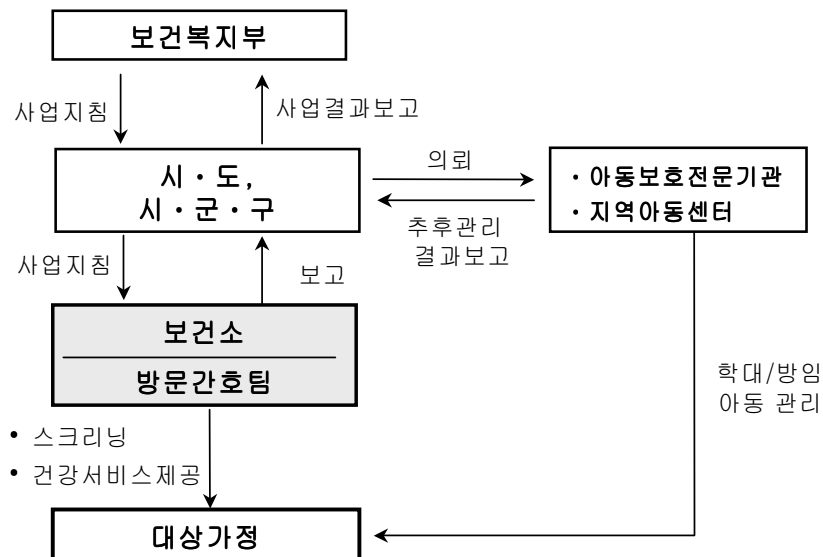 보건복지부
사업지침
사업결과보고
시·도,
시·군·구
의뢰
추후관리
결과보고
· 아동보호전문기관
· 지역아동센터
사업지침
보고
보건소
방문간호팀
학대/방임
아동 관리
• 스크리닝
• 건강서비스제공
대상가정